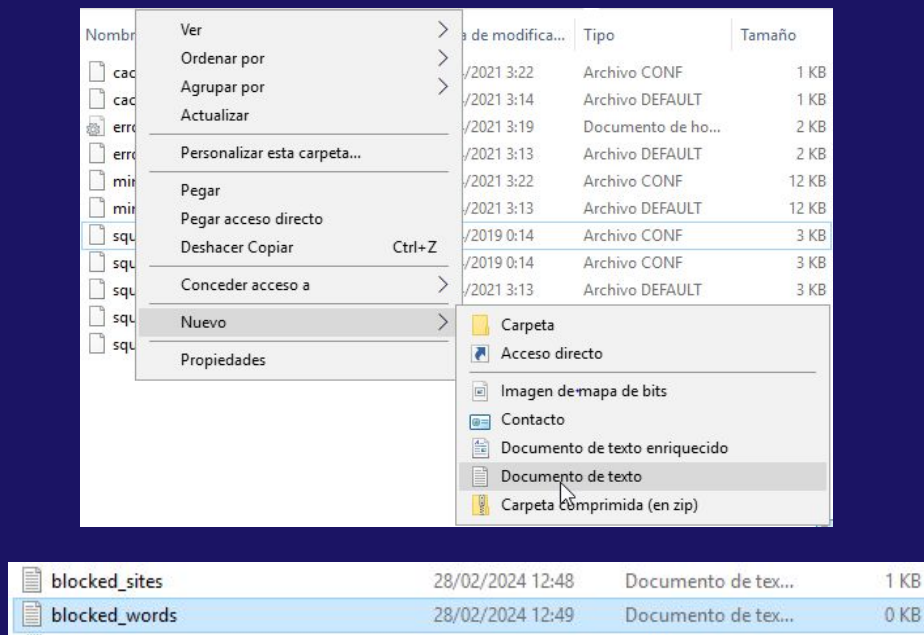 Nombr
a de modifica...
Tipo
Tamaño
cac
/2021 3:22
Archivo CONF
1 KB
cac
/2021 3:14
Archivo DEFAULT
1 KB
erro
/2021 3:19
Documento de ho...
2 KB
erro
/2021 3:13
Archivo DEFAULT
2 KB
mi
/2021 3:22
Archivo CONF
12 KB
mi
/2021 3:13
Archivo DEFAULT
12 KB
squ
/2019 0:14
Archivo CONF
3 KB
squ
/2019 0:14
Archivo CONF
3 KB
squ
/2021 3:13
Archivo DEFAULT
3 KB
squ
squ
Ver
Ordenar por
Agrupar por
Actualizar
Personalizar esta carpeta...
Pegar
Pegar acceso directo
Deshacer Copiar Ctrl+Z
Conceder acceso a
Nuevo
Propiedades
Carpeta
Acceso directo
Imagen de mapa de bits
Contacto
Documento de texto enriquecido
Documento de texto
Carpeta comprimida (en zip)
blocked_sites 28/02/2024 12:48 Documento de tex... 1 KB
blocked_words 28/02/2024 12:49 Documento de tex... 0 KB